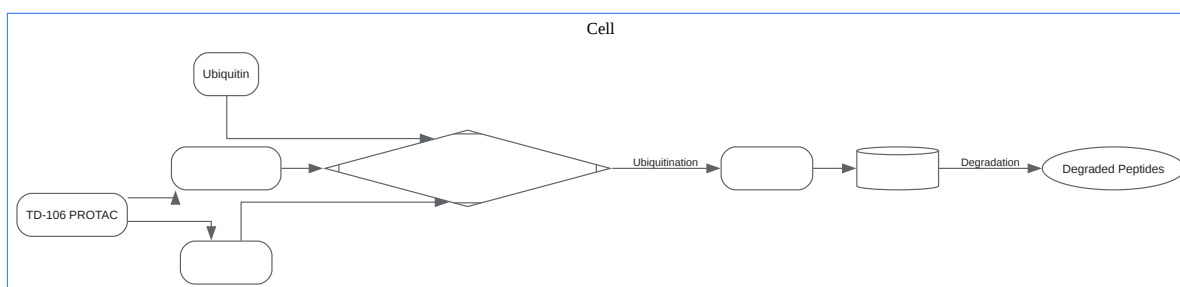 Cell
Ubiquitin
Ubiquitination
Degradation
Degraded Peptides
TD-106 PROTAC